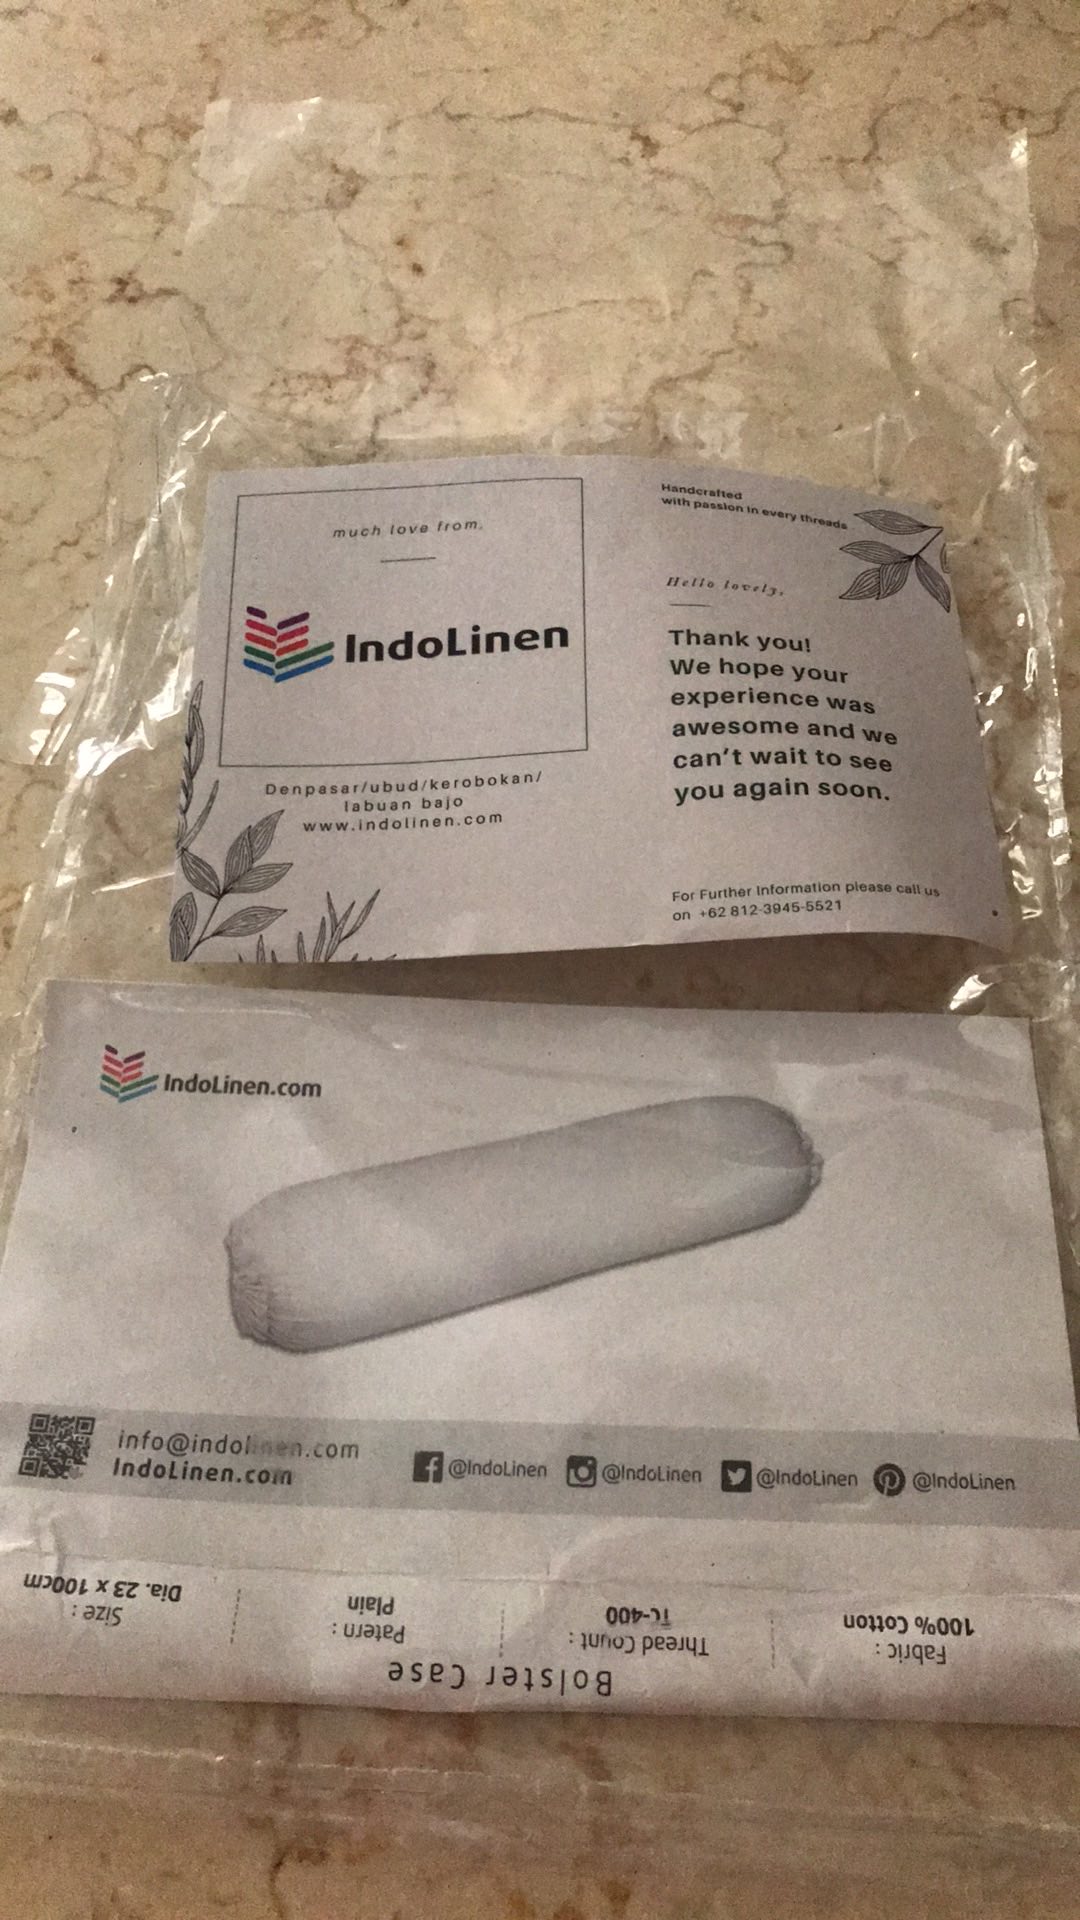 much love from,
IndoLinen
Denpasar/ubud/kerobokan/
labuan bajo
www.indolinen.com
Handcrafted
with passion in every threads
Hello lovely,
Thank you!
We hope your
experience was
awesome and we
can't wait to see
you again soon.
For Further Information please call us
on +62 812-3945-5521
IndoLinen.com
info@indolinen.com
IndoLinen.com
@IndoLinen
@IndoLinen
@IndoLinen
@IndoLinen
Bolster Case
Fabric :
100% Cotton
Thread Count :
Tc-400
Patern :
Plain
Size :
Dia. 23 x 100cm